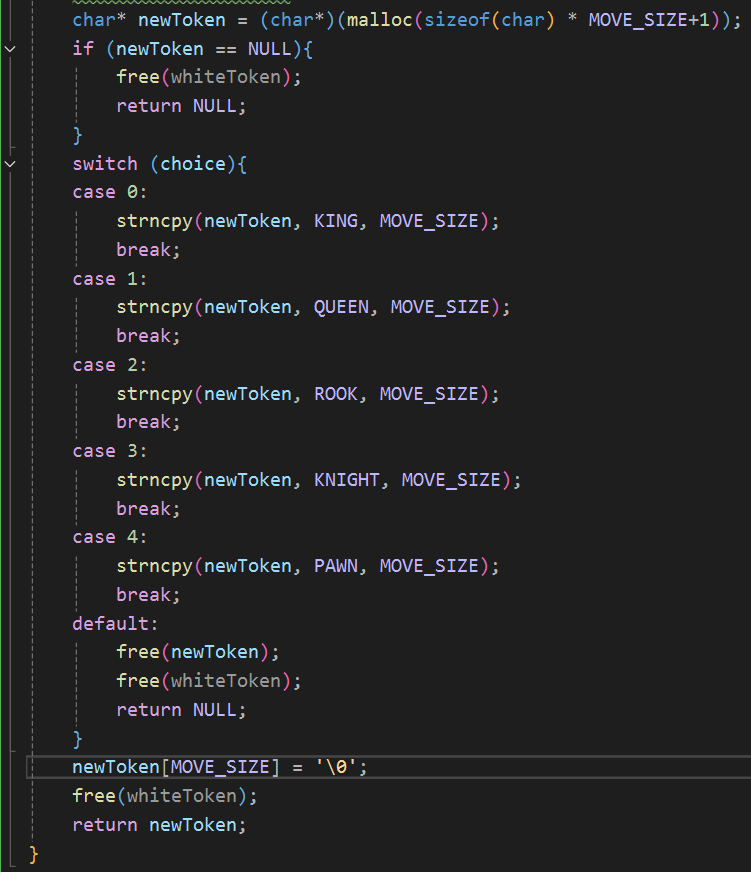 char* newToken = (char*)(malloc(sizeof(char) * MOVE_SIZE+1));
if (newToken == NULL){
free(whiteToken);
return NULL;
}
switch (choice){
case 0:
strncpy(newToken, KING, MOVE_SIZE);
break;
case 1:
strncpy(newToken, QUEEN, MOVE_SIZE);
break;
case 2:
strncpy(newToken, ROOK, MOVE_SIZE);
break;
case 3:
strncpy(newToken, KNIGHT, MOVE_SIZE);
break;
case 4:
strncpy(newToken, PAWN, MOVE_SIZE);
break;
default:
free(newToken);
free(whiteToken);
return NULL;
}
newToken[MOVE_SIZE] = '\0';
free(whiteToken);
return newToken;
}